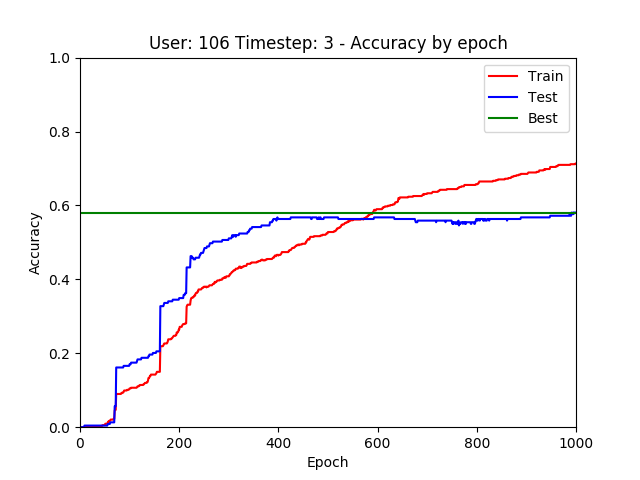 User: 106 Timestep: 3 - Accuracy by epoch
1.0
0.8
0.6
0.4
0.2
0.0
Accuracy
Train
Test
Best
0 200 400 600 800 1000
Epoch